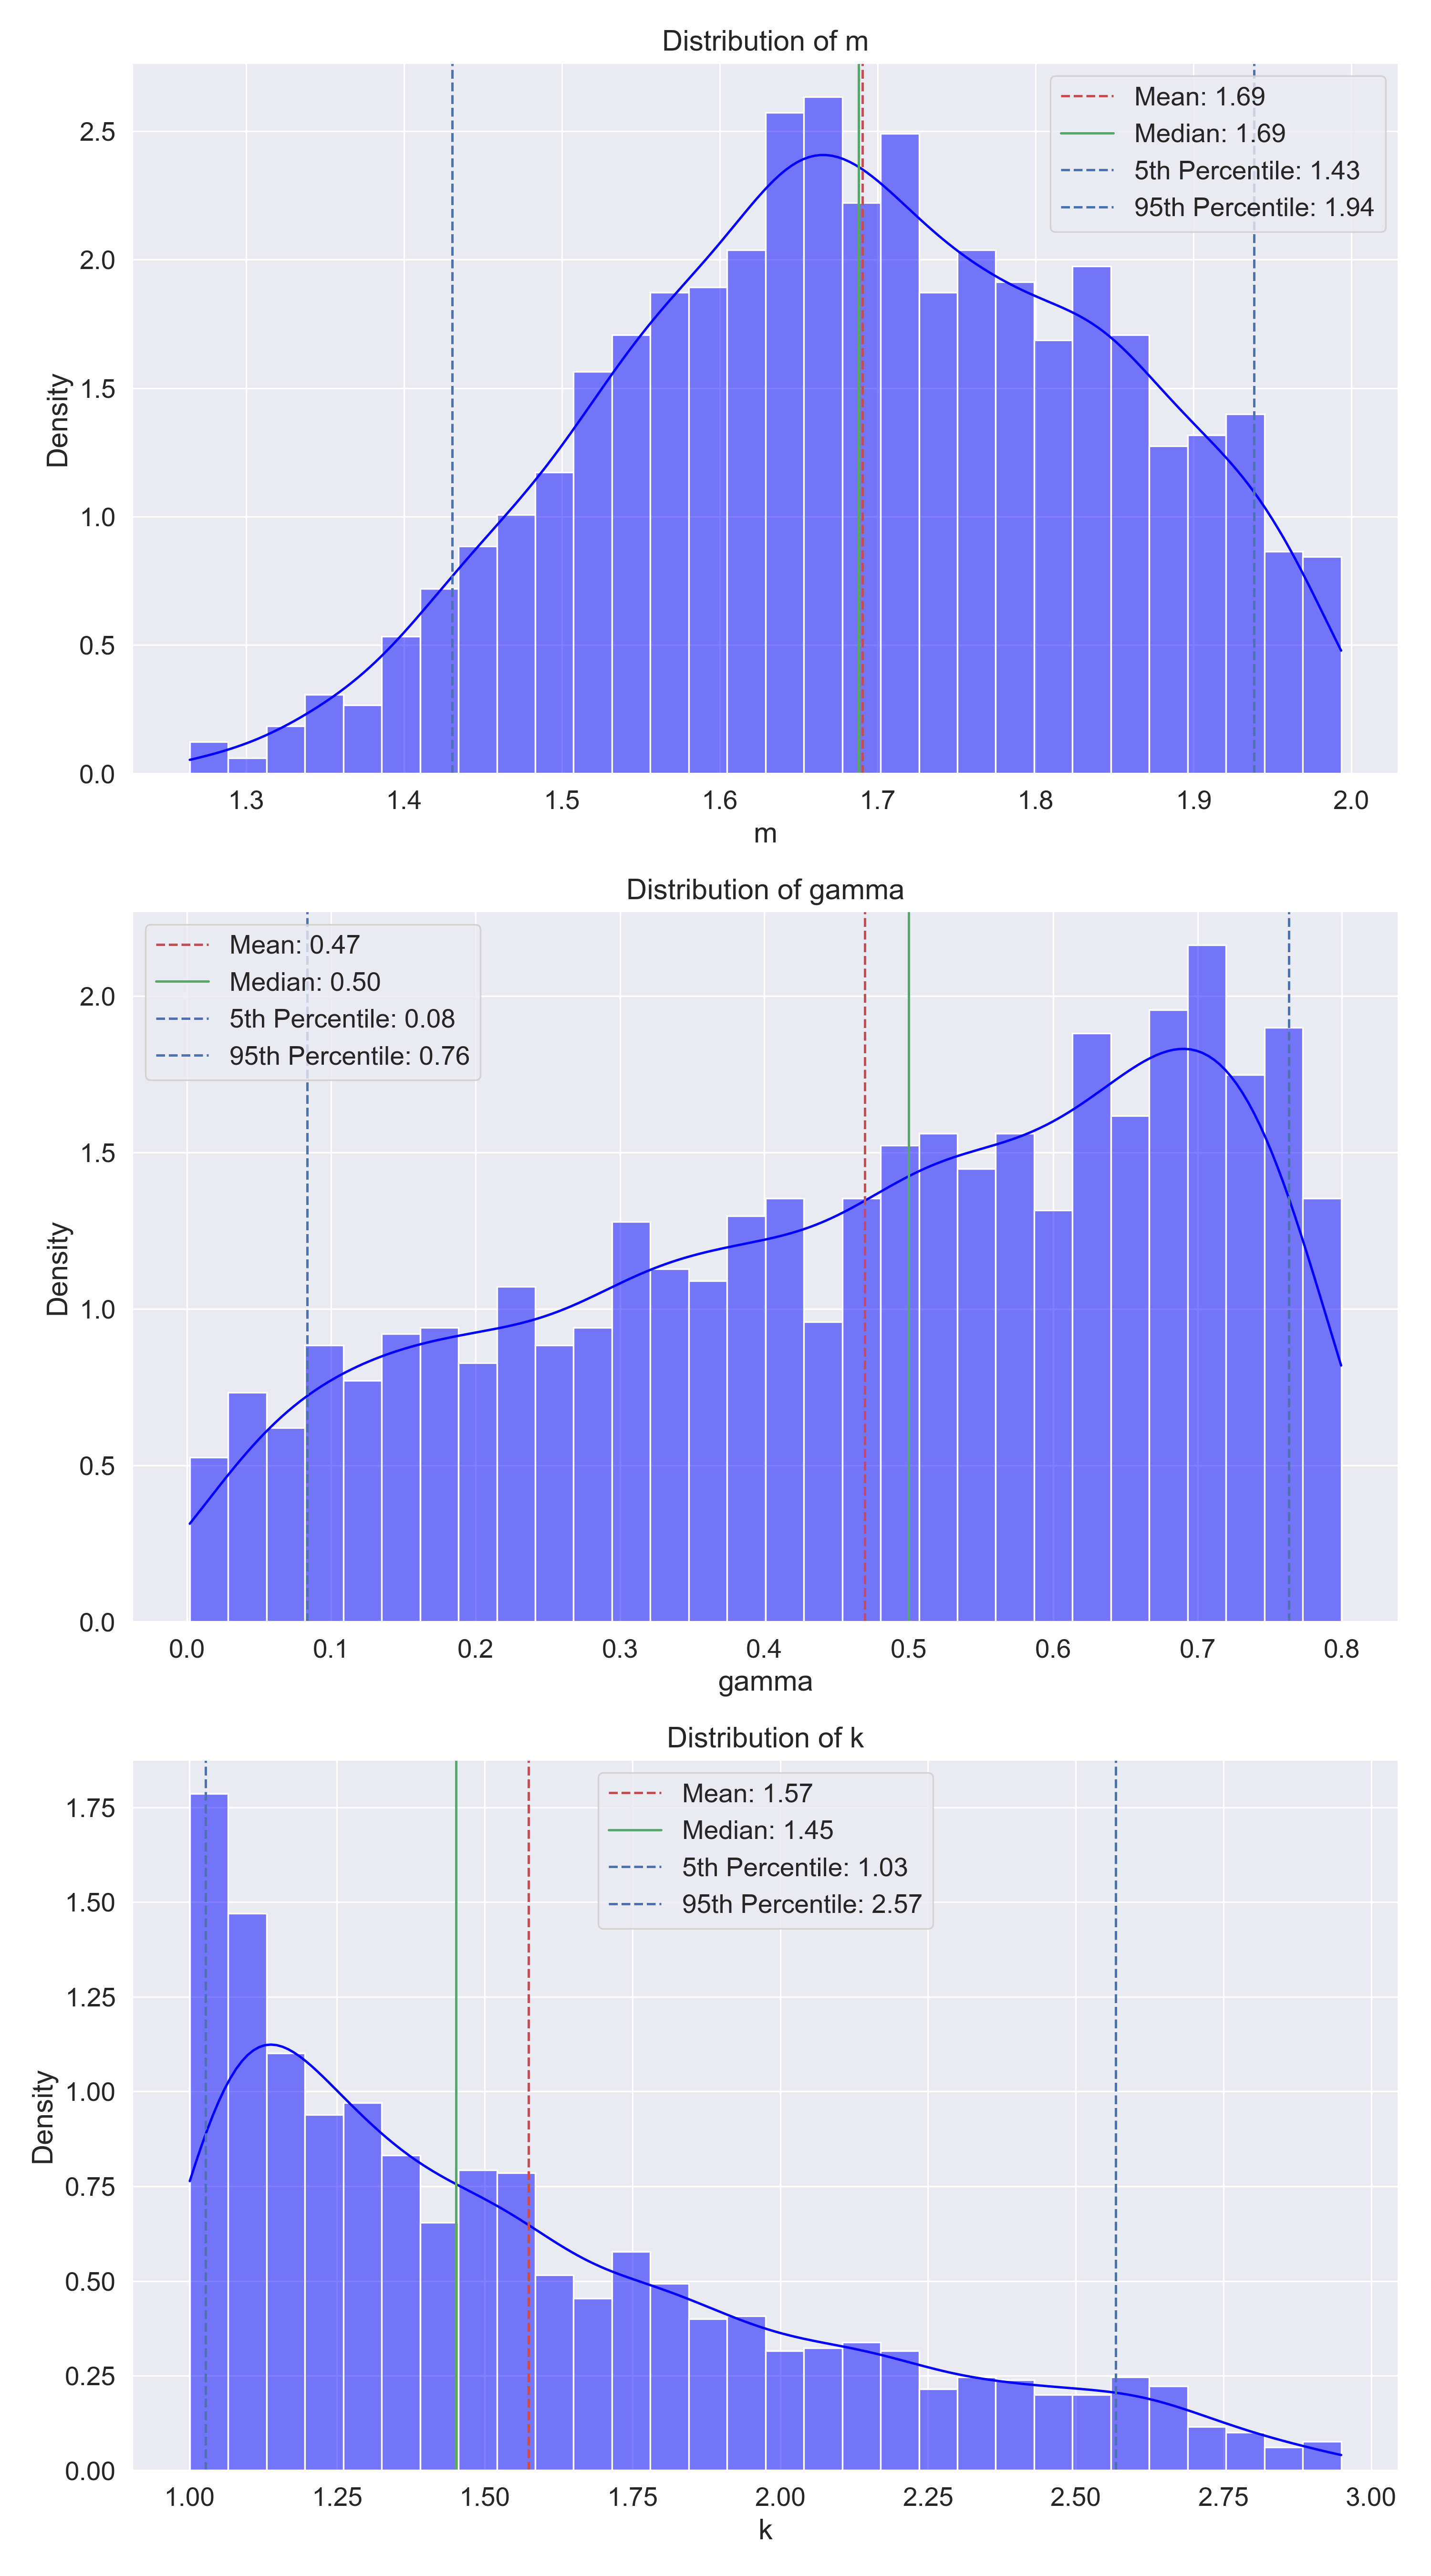 Distribution of m
Mean: 1.69
Median: 1.69
5th Percentile: 1.43
95th Percentile: 1.94
2.5
2.0
1.5
1.0
0.5
0.0
Density
1.3 1.4 1.5 1.6 1.7 1.8 1.9 2.0
m
Distribution of gamma
Mean: 0.47
Median: 0.50
5th Percentile: 0.08
95th Percentile: 0.76
2.0
1.5
1.0
0.5
0.0
Density
0.0 0.1 0.2 0.3 0.4 0.5 0.6 0.7 0.8
gamma
Distribution of k
Mean: 1.57
Median: 1.45
5th Percentile: 1.03
95th Percentile: 2.57
1.75
1.50
1.25
1.00
0.75
0.50
0.25
0.00
Density
1.00 1.25 1.50 1.75 2.00 2.25 2.50 2.75 3.00
k